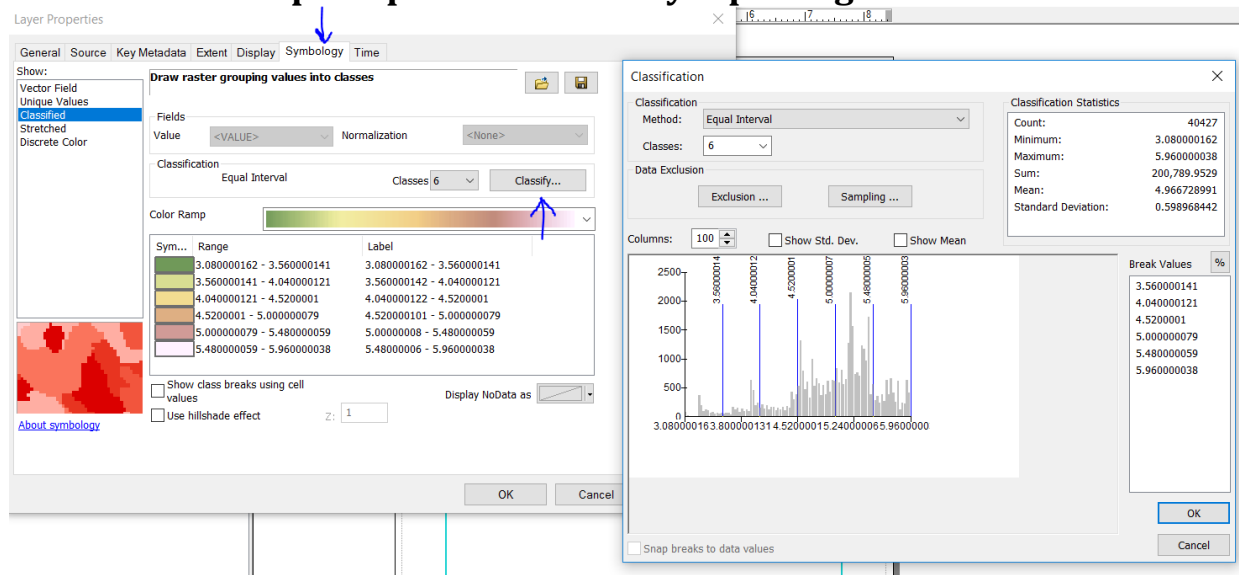 Layer Properties
General Source Key Metadata Extent Display Symbology Time
Show:
Vector Field
Unique Values
Classified
Stretched
Discrete Color
About symbology
Draw raster grouping values into classes
Fields
Value <VALUE> Normalization <None>
Classification
Equal Interval Classes 6 Classify...
Color Ramp
Sym... Range Label
3.080000162 - 3.560000141 3.080000162 - 3.560000141
3.560000141 - 4.040000121 3.560000142 - 4.040000121
4.040000121 - 4.5200001 4.040000122 - 4.5200001
4.5200001 - 5.000000079 4.520000101 - 5.000000079
5.000000079 - 5.480000059 5.00000008 - 5.480000059
5.480000059 - 5.960000038 5.48000006 - 5.960000038
Show class breaks using cell
values
Display NoData as
Use hillshade effect Z: 1
OK Cancel
6 7 8
Classification
Classification
Method: Equal Interval
Classes: 6
Data Exclusion
Exclusion ... Sampling ...
Classification Statistics
Count: 40427
Minimum: 3.080000162
Maximum: 5.960000038
Sum: 200,789.9529
Mean: 4.966728991
Standard Deviation: 0.598968442
Columns: 100 Show Std. Dev. Show Mean
3.56000014 4.04000012 4.5200001 5.00000007 5.48000005 5.96000003
2500
2000
1500
1000
500
0
3.080000163.800000131 4.52000015.2400000065.9600000
Break Values %
3.560000141
4.040000121
4.5200001
5.000000079
5.480000059
5.960000038
OK
Cancel
Snap breaks to data values